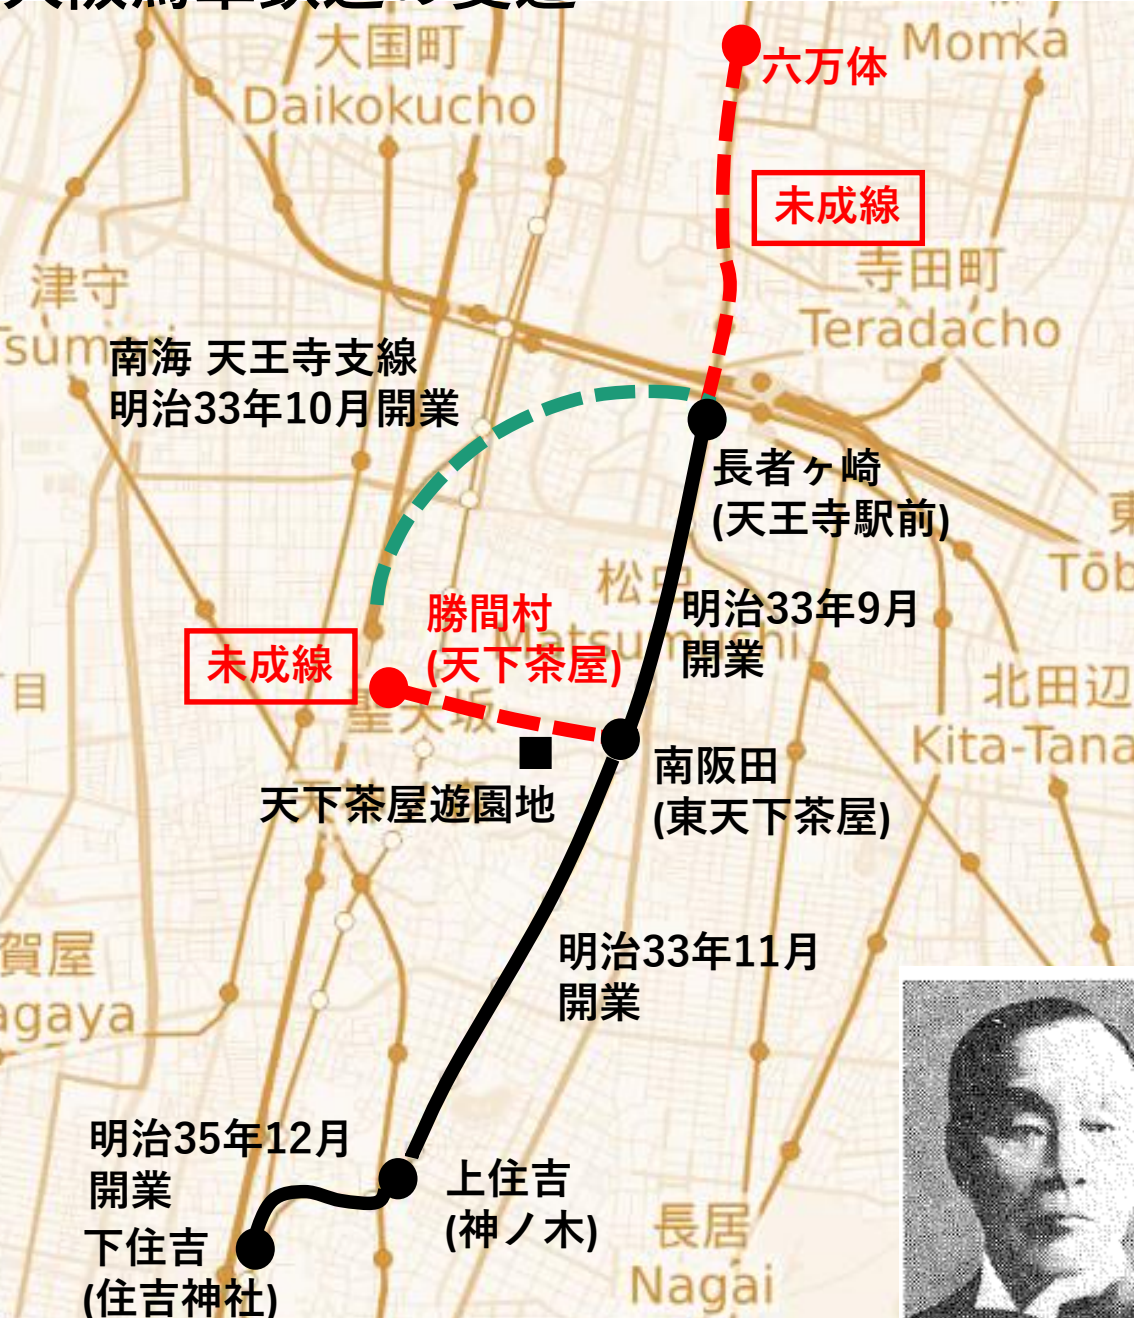 大国町
Daikokucho
六万体
Momoka
未成線
寺田町
Teradacho
津守
南海 天王寺支線
明治33年10月開業
長者ヶ崎
(天王寺駅前)
明治33年9月
開業
勝間村
(天下茶屋)
未成線
聖天坂
Matsumushi
北田辺
Kita-Tana
南阪田
(東天下茶屋)
天下茶屋遊園地
明治33年11月
開業
賀屋
agaya
明治35年12月
開業
上住吉
(神ノ木)
下住吉
(住吉神社)
長居
Nagai